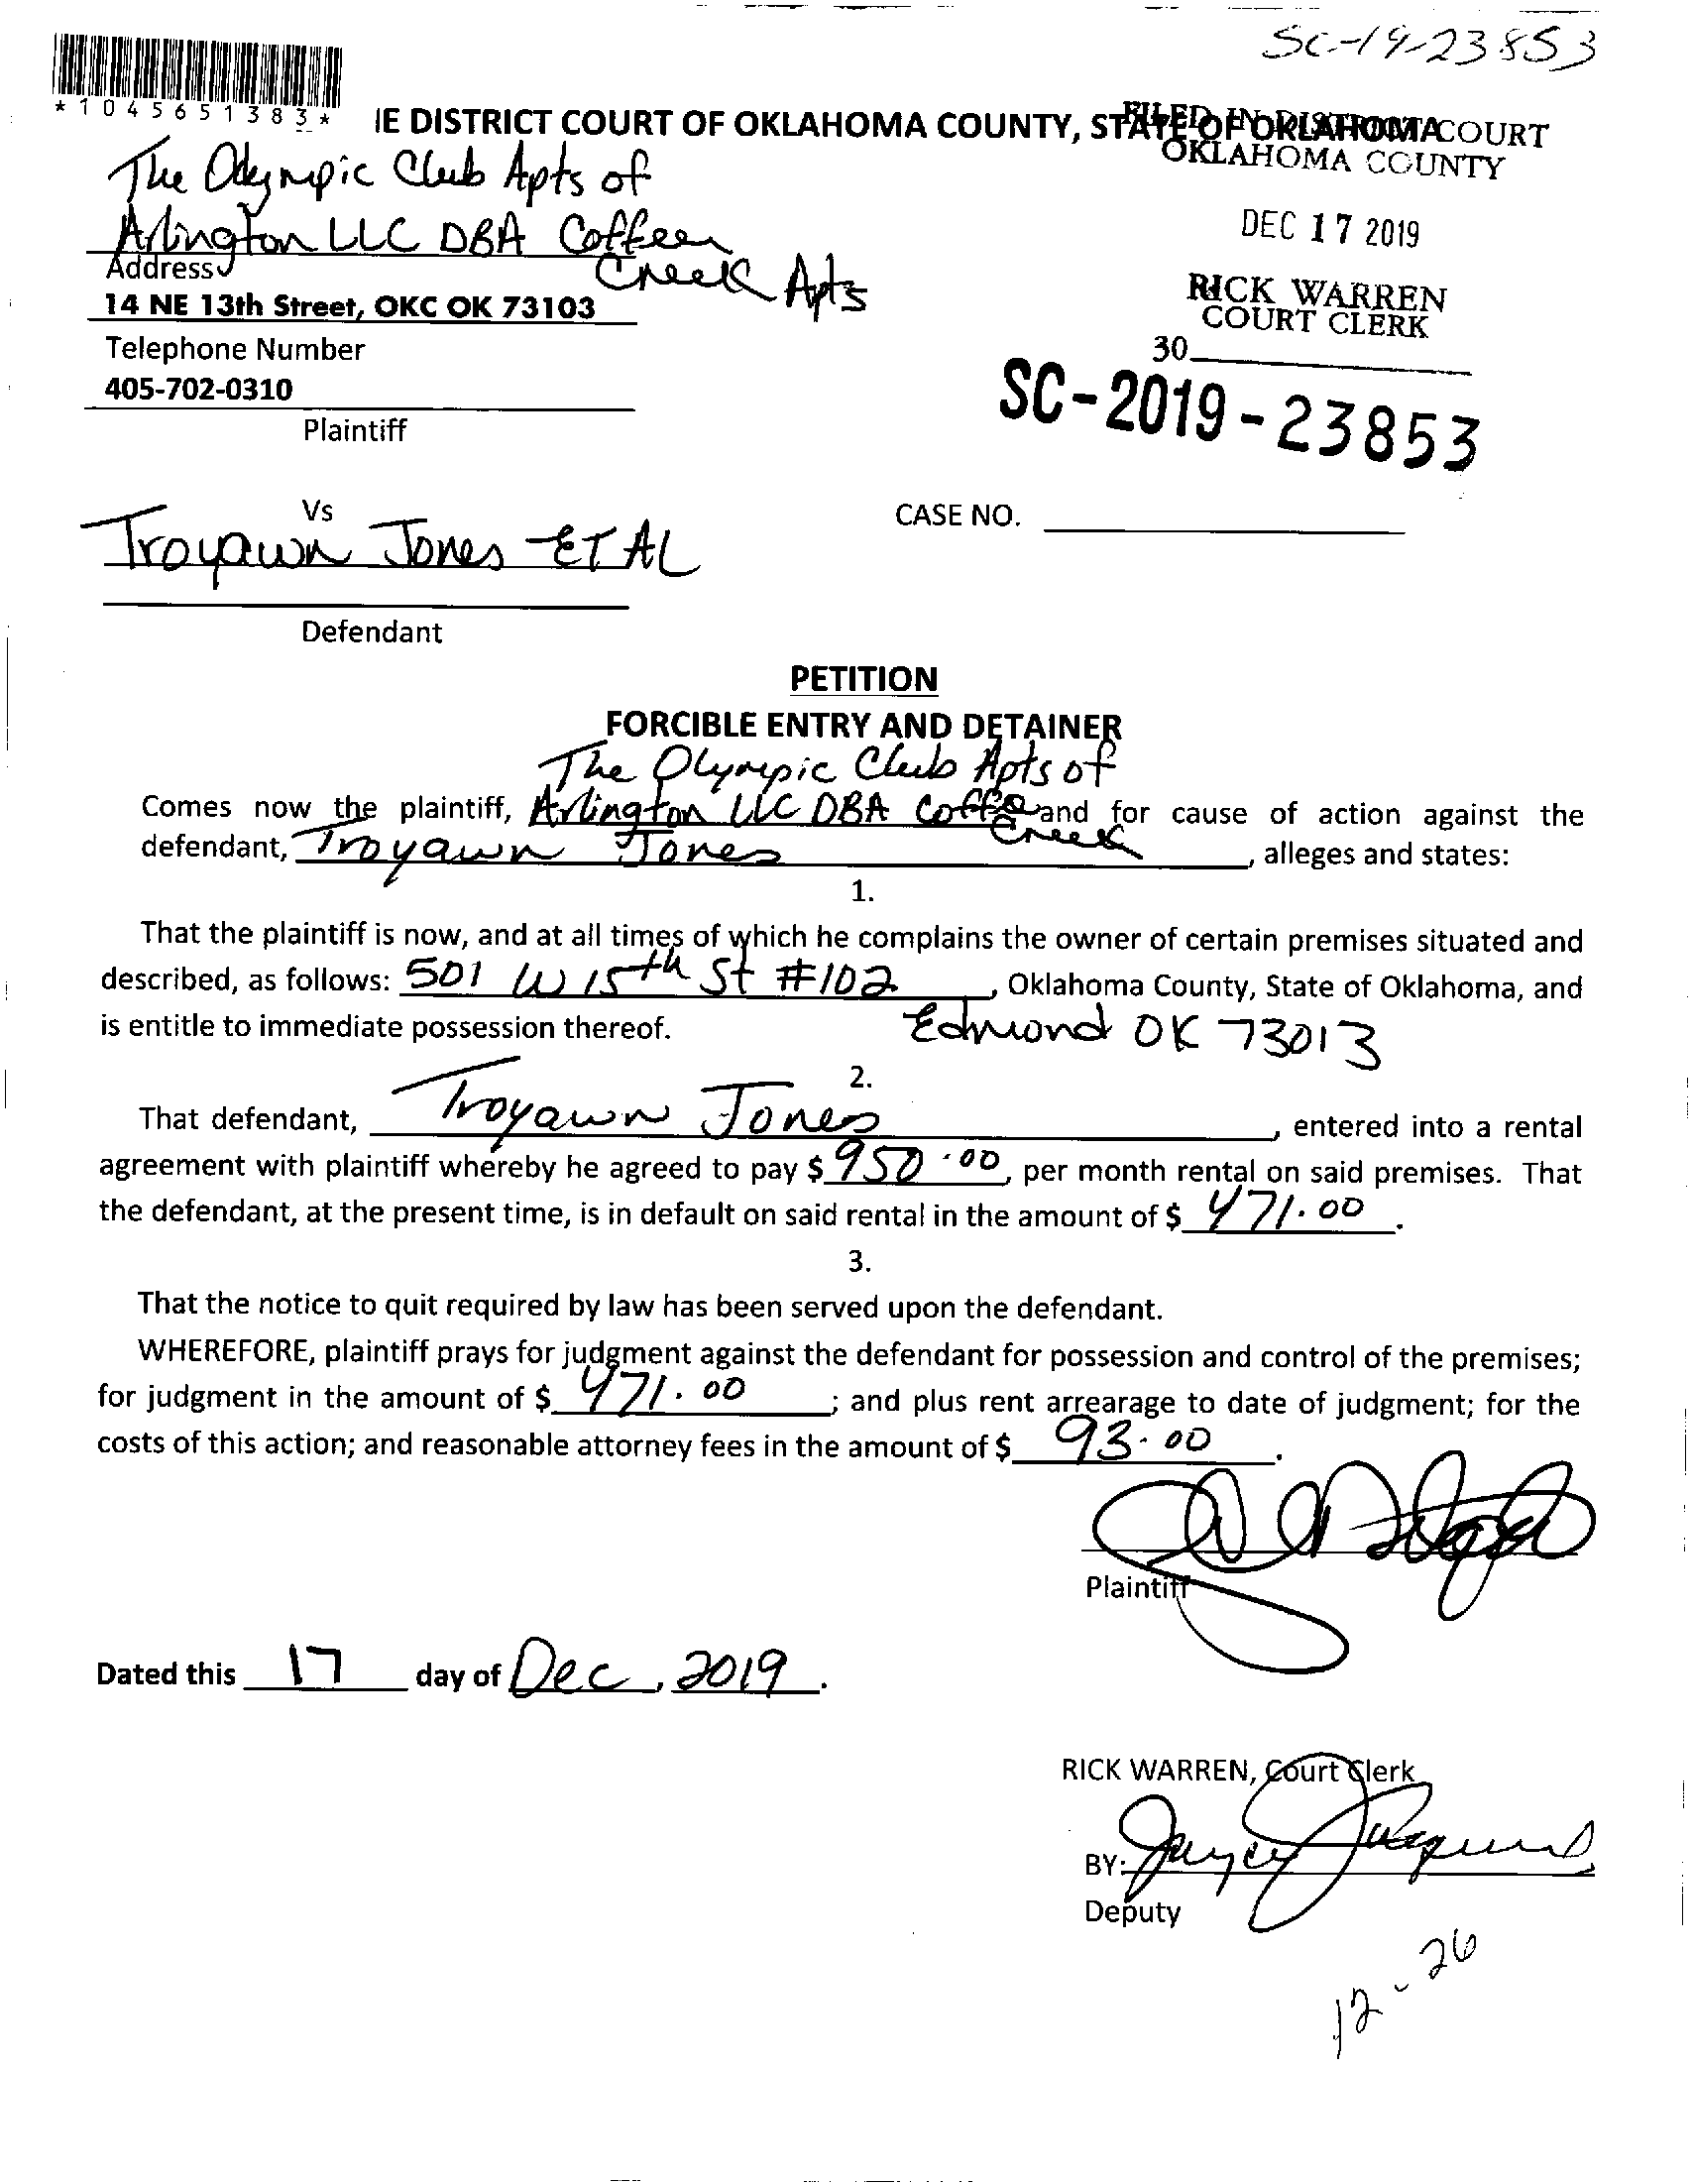 SC-19-23853
*1045651383*
IE DISTRICT COURT OF OKLAHOMA COUNTY, STATE OF OKLAHOMA
FILED IN DISTRICT COURT
OKLAHOMA COUNTY
The Olympic Club Apts of
Arlington LLC DBA Coffee
Creek Apts
DEC 17 2019
Address
14 NE 13th Street, OKC OK 73103
RICK WARREN
COURT CLERK
Telephone Number
30
405-702-0310
SC-2019-23853
Plaintiff
Vs
CASE NO.
Troyawn Jones ET AL
Defendant
PETITION
FORCIBLE ENTRY AND DETAINER
The Olympic Club Apts of
Comes now the plaintiff, Arlington LLC DBA Coffee and for cause of action against the
Creek
defendant, Troyawn Jones, alleges and states:
1.
That the plaintiff is now, and at all times of which he complains the owner of certain premises situated and
described, as follows: 501 W 15th St #102, Oklahoma County, State of Oklahoma, and
is entitle to immediate possession thereof. Edmond OK 73013
2.
That defendant, Troyawn Jones, entered into a rental
agreement with plaintiff whereby he agreed to pay $ 950.00, per month rental on said premises. That
the defendant, at the present time, is in default on said rental in the amount of $ 471.00.
3.
That the notice to quit required by law has been served upon the defendant.
WHEREFORE, plaintiff prays for judgment against the defendant for possession and control of the premises;
for judgment in the amount of $ 471.00; and plus rent arrearage to date of judgment; for the
costs of this action; and reasonable attorney fees in the amount of $ 93.00.
Plaintiff
Dated this 17 day of Dec, 2019.
RICK WARREN, Court Clerk
BY:
Deputy
12-26